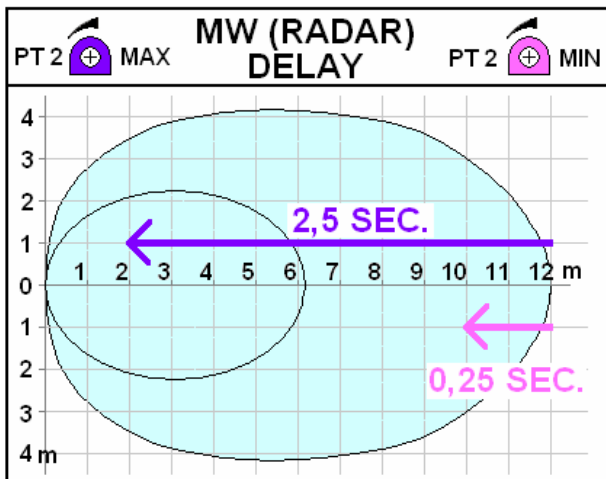 MW (RADAR)
PT 2 MAX DELAY PT 2 MIN
4
3
2
2,5 SEC.
1
1 2 3 4 5 6 7 8 9 10 11 12 m
0
1
0,25 SEC.
2
3
4 m